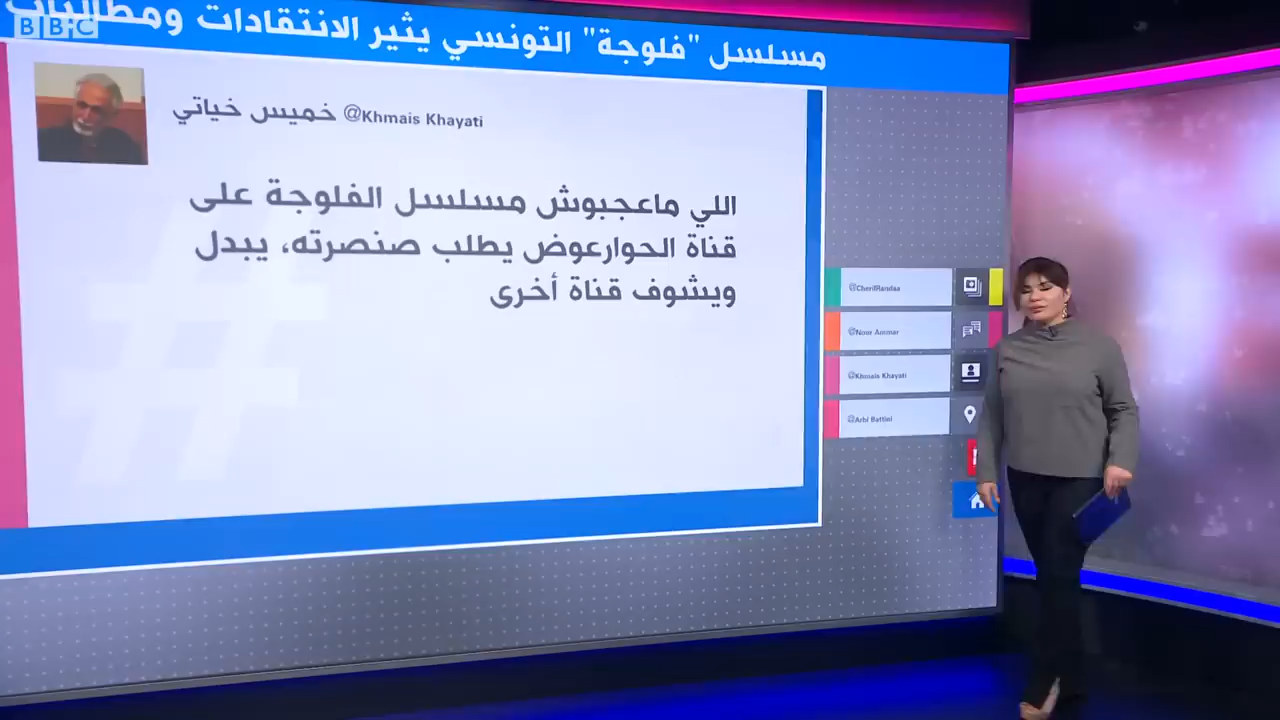 BBC
مسلسل "فلوجة" التونسي يثير الانتقادات ومطالبات
خميس خياتي @Khmais Khayati
اللي ماعجبوش مسلسل الفلوجة على
قناة الحوارعوض يطلب صنصرته، يبدل
ويشوف قناة أخرى
@CherifRandaa
@Nour Ammar
@Khmais Khayati
@Arbi Battini